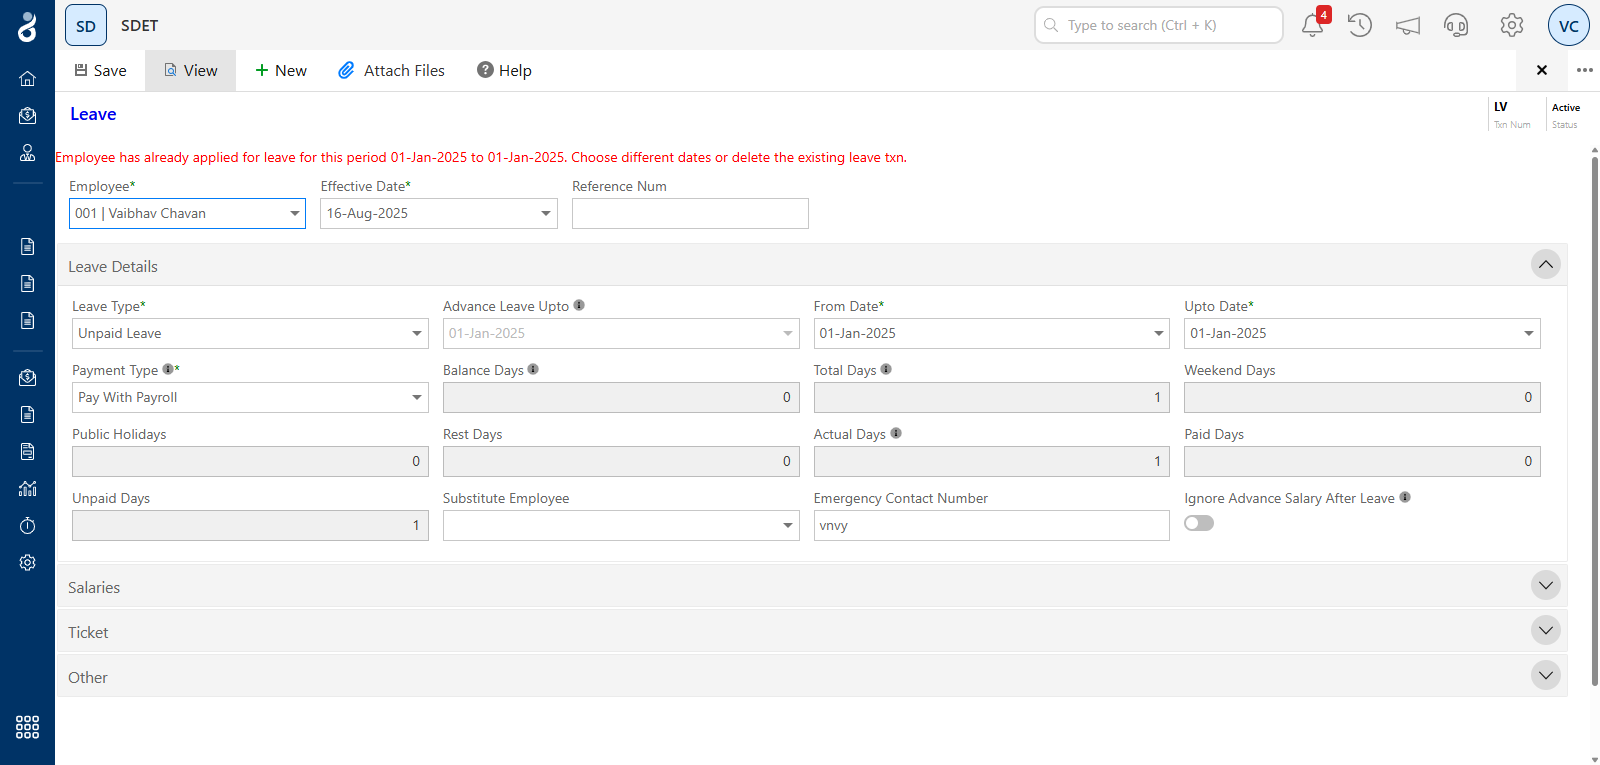 SD SDET Type to search (Ctrl + K) 4 VC
Save View New Attach Files Help
Leave LV Active
Txn Num Status
Employee has already applied for leave for this period 01-Jan-2025 to 01-Jan-2025. Choose different dates or delete the existing leave txn.
Employee* Effective Date* Reference Num
001 | Vaibhav Chavan 16-Aug-2025
Leave Details
Leave Type* Advance Leave Upto From Date* Upto Date*
Unpaid Leave 01-Jan-2025 01-Jan-2025 01-Jan-2025
Payment Type * Balance Days Total Days Weekend Days
Pay With Payroll 0 1 0
Public Holidays Rest Days Actual Days Paid Days
0 0 1 0
Unpaid Days Substitute Employee Emergency Contact Number Ignore Advance Salary After Leave
1 vnvy
Salaries
Ticket
Other